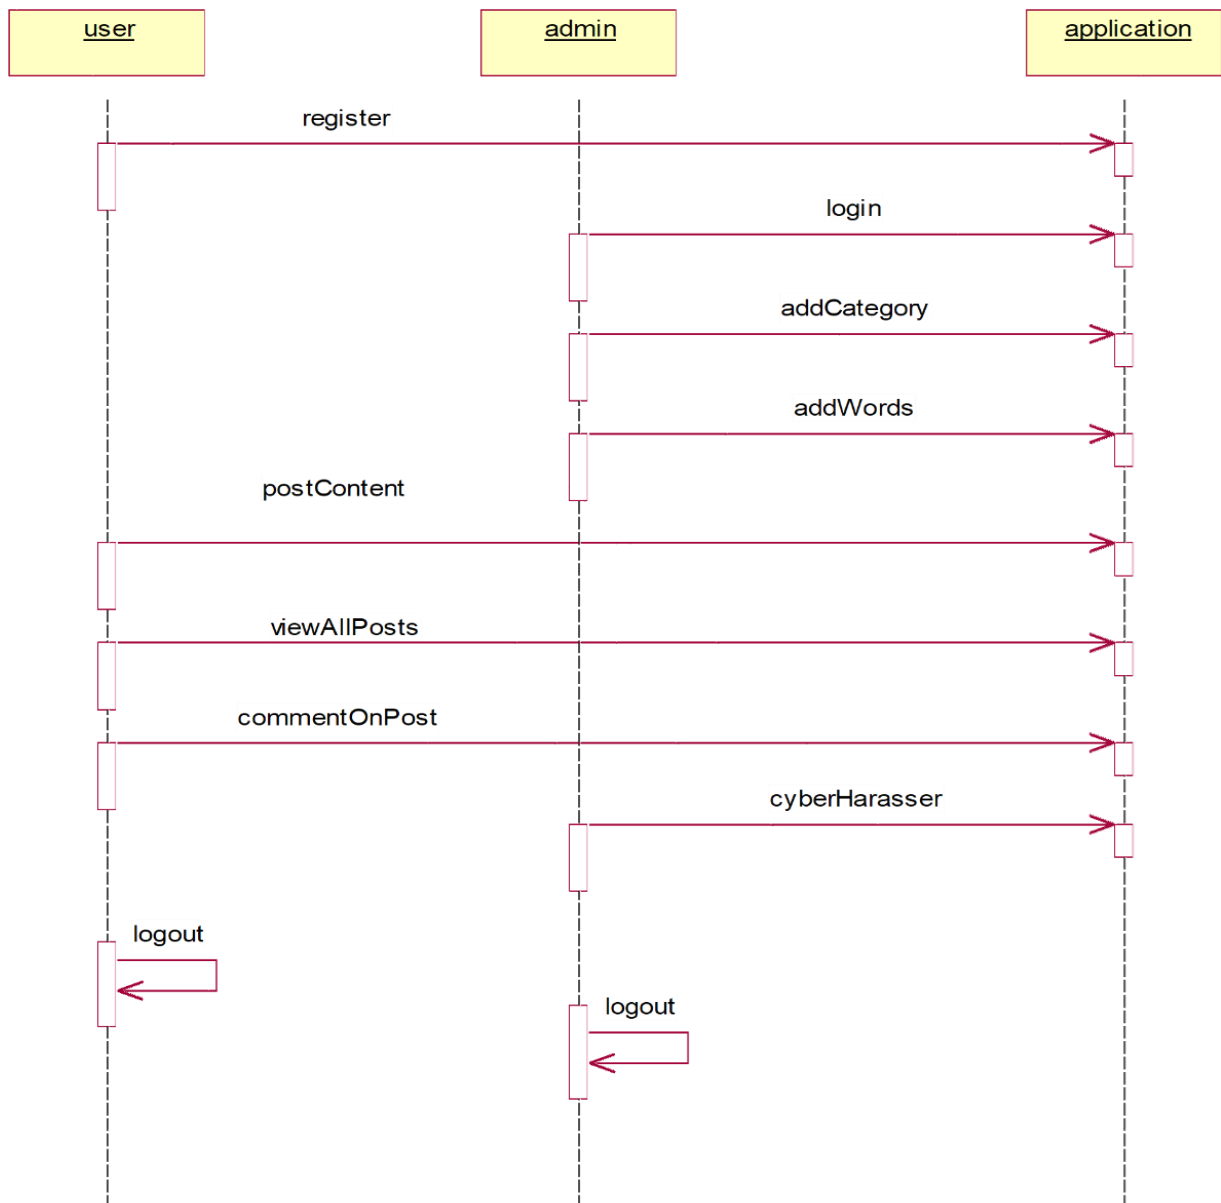 user
admin
application
register
login
addCategory
addWords
postContent
viewAllPosts
commentOnPost
cyberHarasser
logout
logout